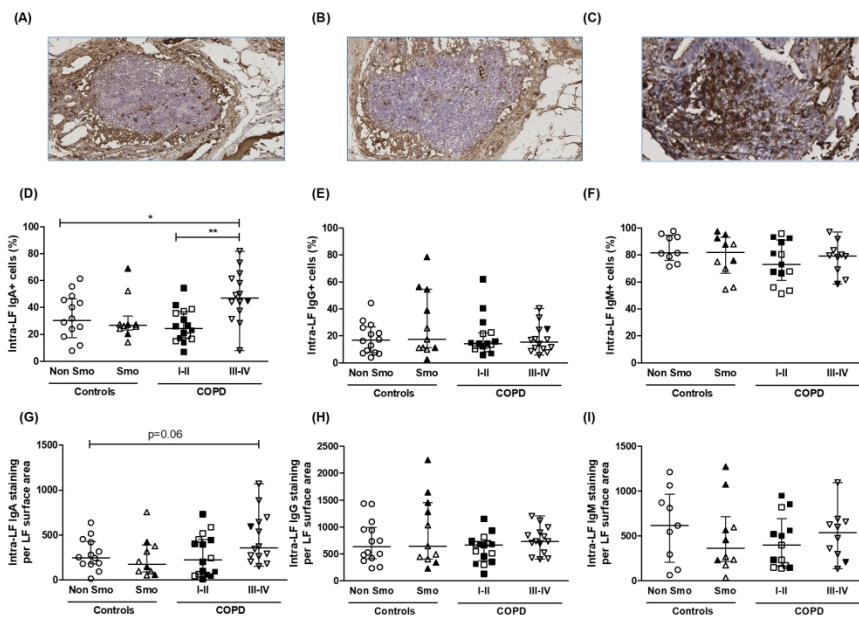 (A)
(B)
(C)
(D)
Intra-LF IgA+ cells (%)
100
80
60
40
20
0
*
**
Non Smo
Smo
I-II
III-IV
Controls
COPD
(E)
Intra-LF IgG+ cells (%)
100
80
60
40
20
0
Non Smo
Smo
I-II
III-IV
Controls
COPD
(F)
Intra-LF IgM+ cells (%)
100
80
60
40
20
0
Non Smo
Smo
I-II
III-IV
Controls
COPD
(G)
Intra-LF IgA staining
per LF surface area
1500
1000
500
0
p=0.06
Non Smo
Smo
I-II
III-IV
Controls
COPD
(H)
Intra-LF IgG staining
per LF surface area
2500
2000
1500
1000
500
0
Non Smo
Smo
I-II
III-IV
Controls
COPD
(I)
Intra-LF IgM staining
per LF surface area
1500
1000
500
0
Non Smo
Smo
I-II
III-IV
Controls
COPD